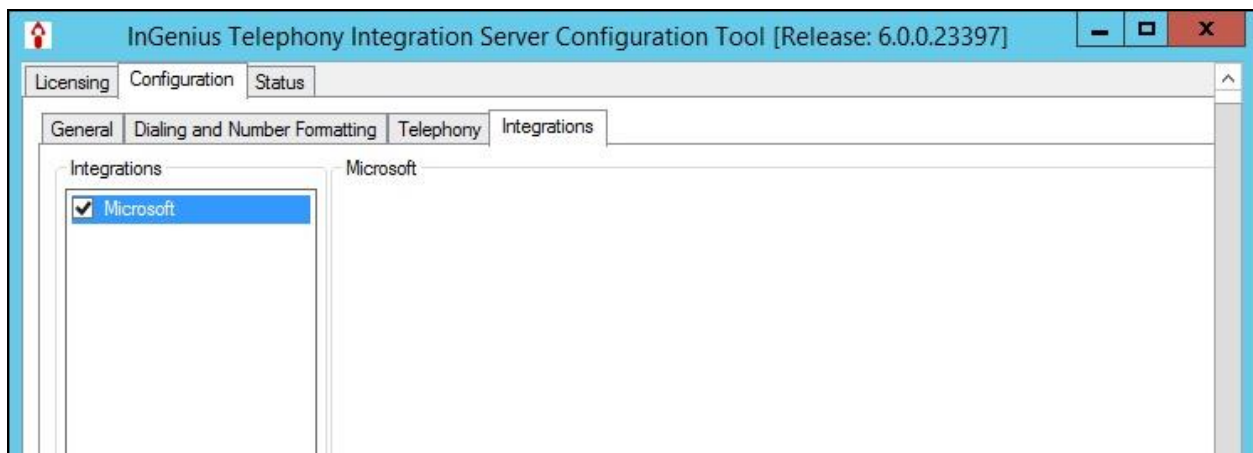 InGenius Telephony Integration Server Configuration Tool [Release: 6.0.0.23397]
Licensing Configuration Status
General Dialing and Number Formatting Telephony Integrations
Integrations Microsoft
Microsoft